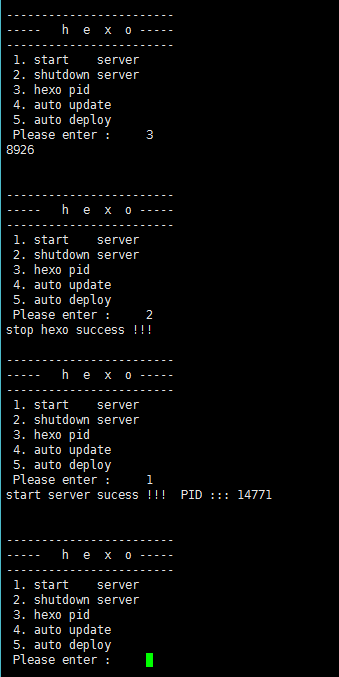 ------------------------
-----   h  e  x  o -----
------------------------
 1. start    server
 2. shutdown server
 3. hexo pid
 4. auto update
 5. auto deploy
 Please enter :     3
8926
------------------------
-----   h  e  x  o -----
------------------------
 1. start    server
 2. shutdown server
 3. hexo pid
 4. auto update
 5. auto deploy
 Please enter :     2
stop hexo success !!!
------------------------
-----   h  e  x  o -----
------------------------
 1. start    server
 2. shutdown server
 3. hexo pid
 4. auto update
 5. auto deploy
 Please enter :     1
start server sucess !!!  PID ::: 14771
------------------------
-----   h  e  x  o -----
------------------------
 1. start    server
 2. shutdown server
 3. hexo pid
 4. auto update
 5. auto deploy
 Please enter :